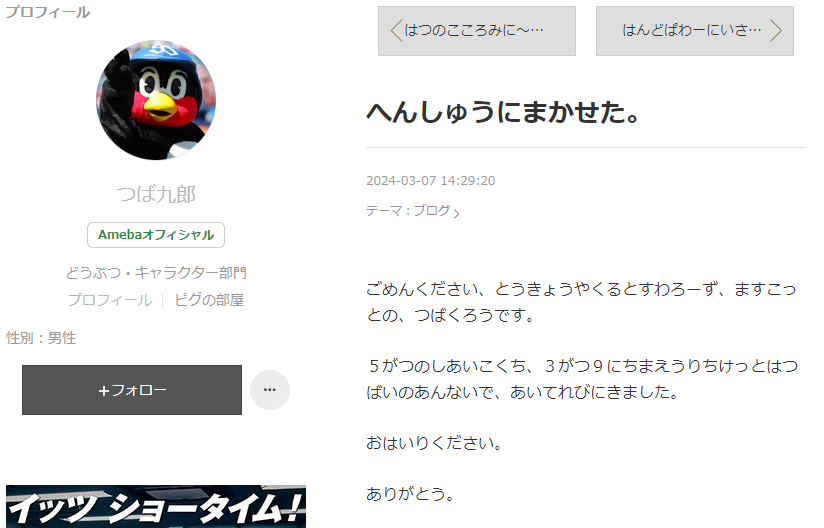 プロフィール
つば九郎
Amebaオフィシャル
どうぶつ・キャラクター部門
プロフィール | ピグの部屋
性別：男性
+フォロー
…
イッツ ショータイム！
はつのこころみに～…
はんどぱわーにいさ…
へんしゅうにまかせた。
2024-03-07 14:29:20
テーマ：ブログ
ごめんください、とうきょうやくるとすわろーず、ますこっ
との、つばくろうです。
５がつのしあいこくち、３がつ９にちまえうりちけっとはつ
ばいのあんないで、あいてれびにきました。
おはいりください。
ありがとう。